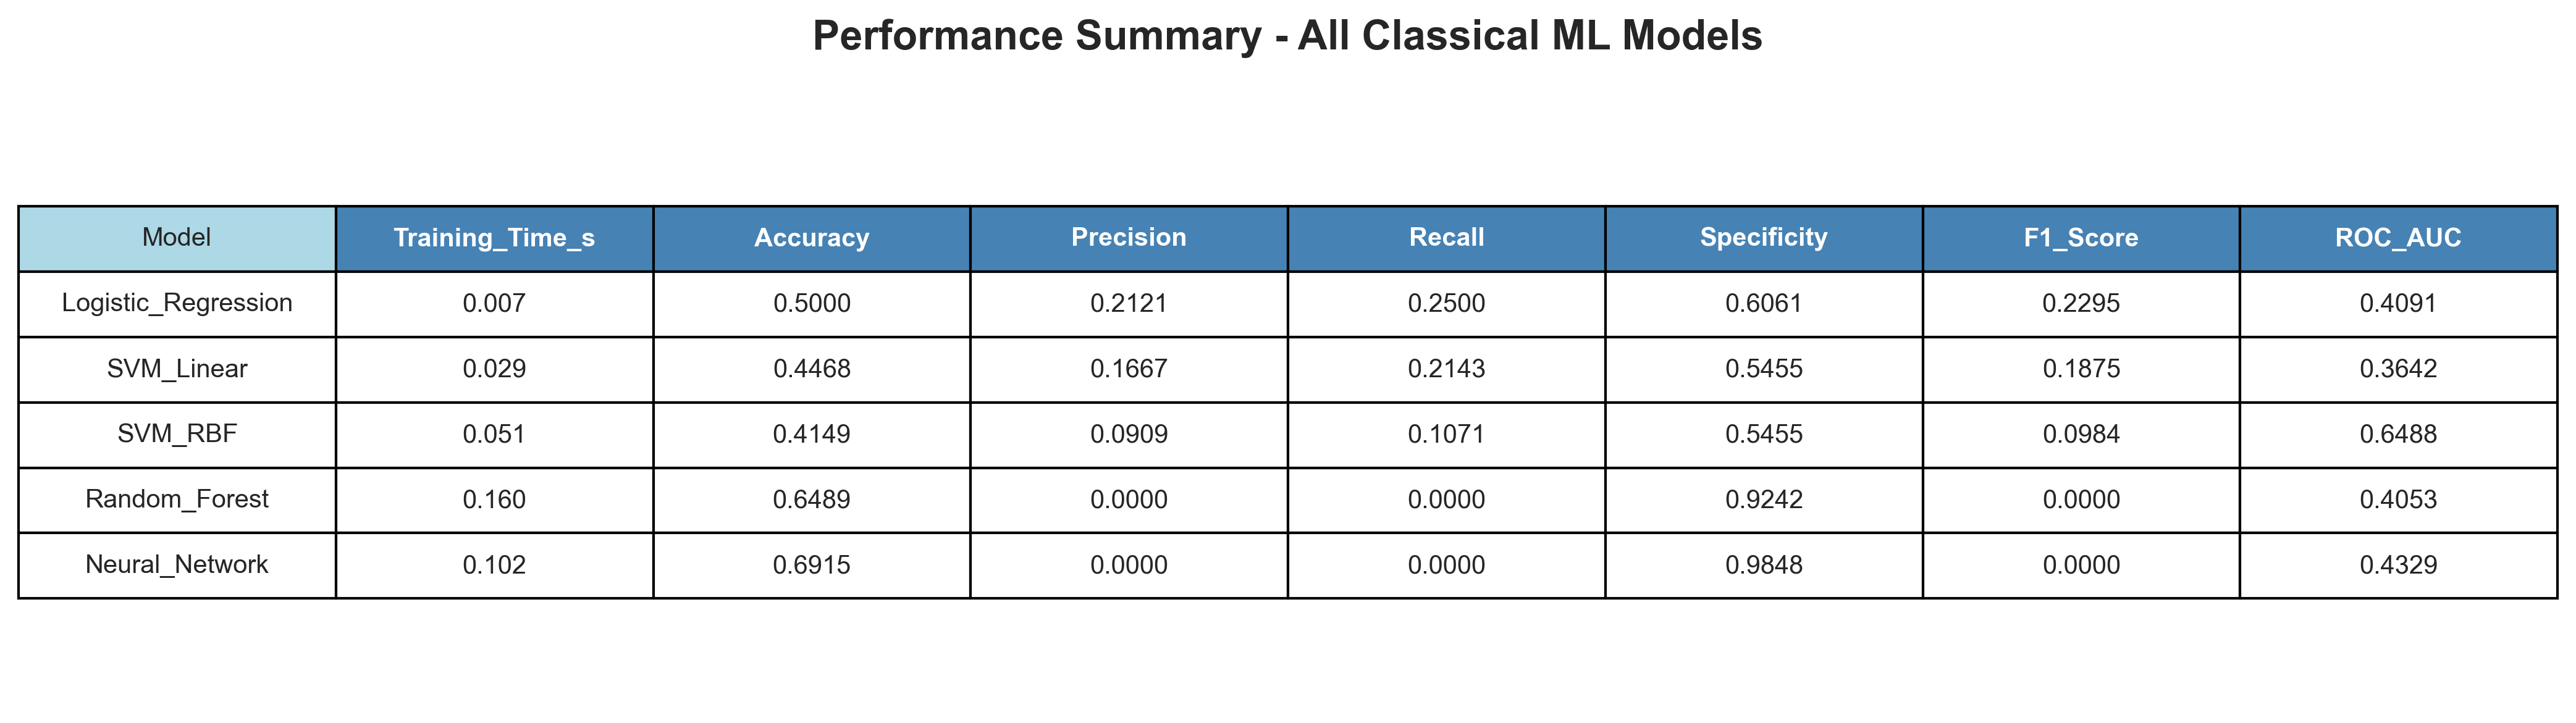 Performance Summary - All Classical ML Models
Model Training_Time_s Accuracy Precision Recall Specificity F1_Score ROC_AUC
Logistic_Regression 0.007 0.5000 0.2121 0.2500 0.6061 0.2295 0.4091
SVM_Linear 0.029 0.4468 0.1667 0.2143 0.5455 0.1875 0.3642
SVM_RBF 0.051 0.4149 0.0909 0.1071 0.5455 0.0984 0.6488
Random_Forest 0.160 0.6489 0.0000 0.0000 0.9242 0.0000 0.4053
Neural_Network 0.102 0.6915 0.0000 0.0000 0.9848 0.0000 0.4329